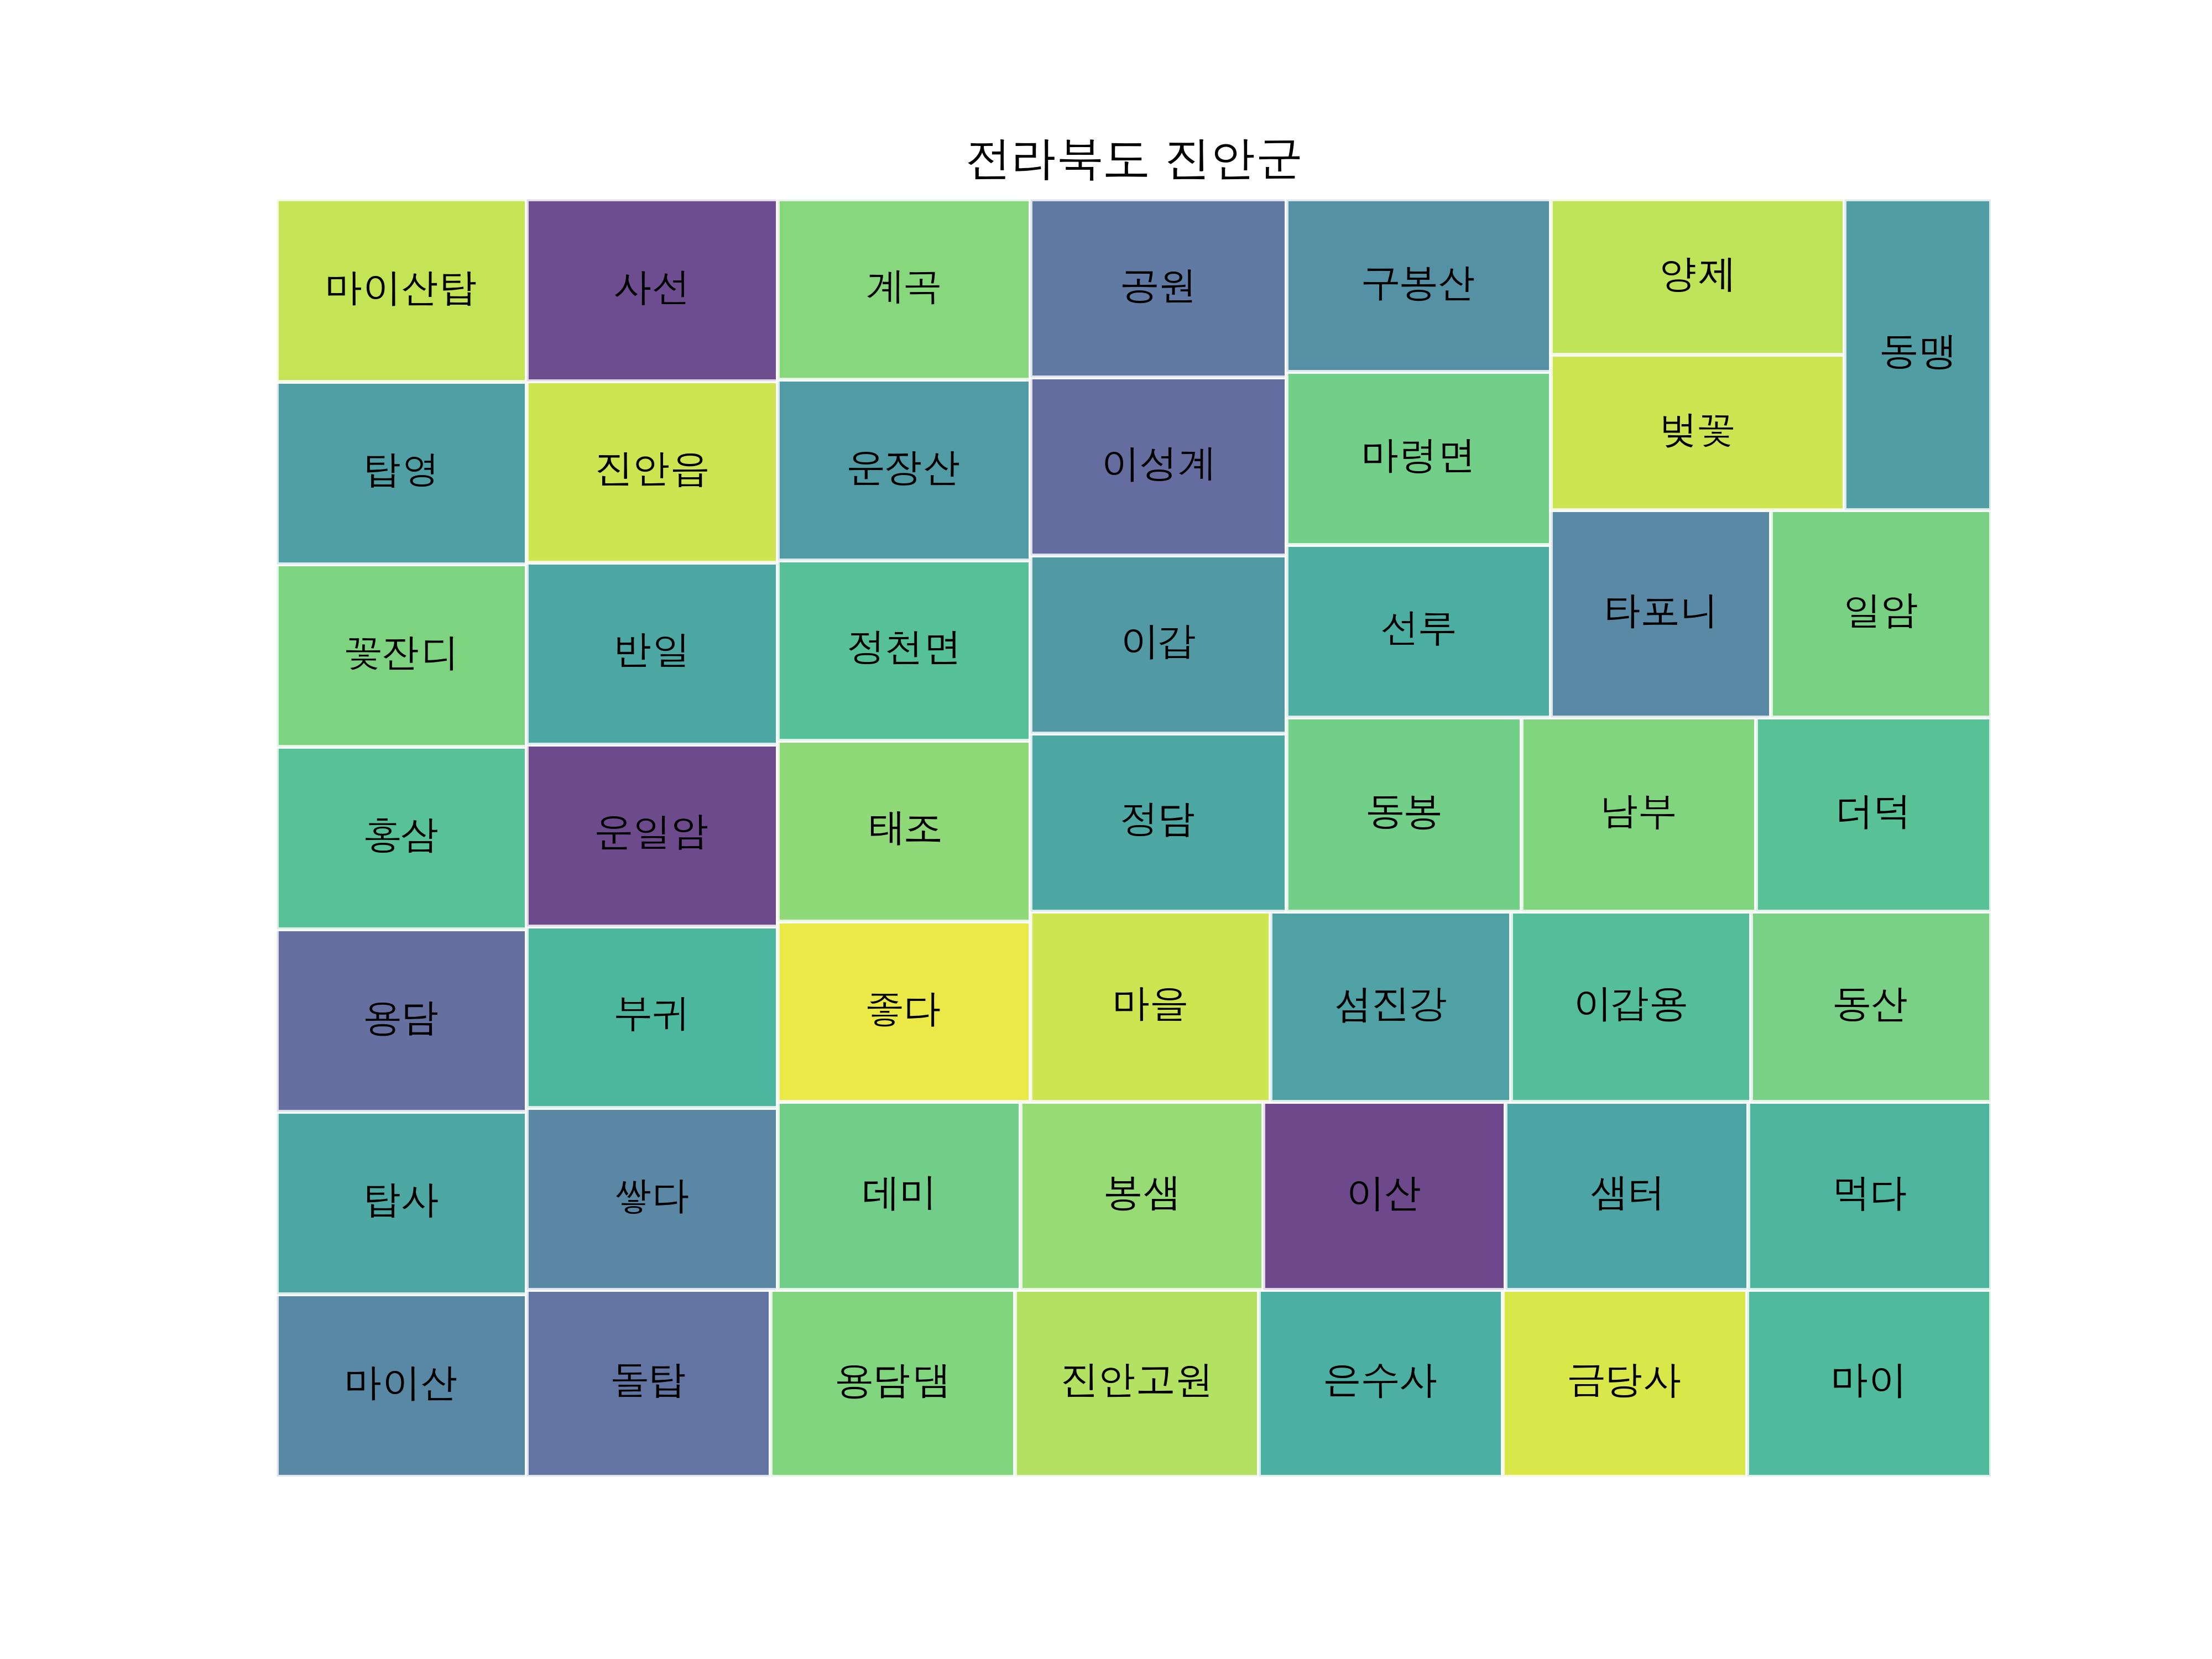 전라북도 진안군
마이산탑
사선
계곡
공원
구봉산
양제
동맹
탑영
진안읍
운장산
이성계
마령면
벚꽃
꽃잔디
반일
정천면
이갑
선루
타포니
일암
홍삼
운일암
태조
정담
동봉
남부
더덕
용담
부귀
좋다
마을
섬진강
이갑용
동산
탑사
쌓다
데미
봉샘
이산
샘터
먹다
마이산
돌탑
용담댐
진안고원
은수사
금당사
마이